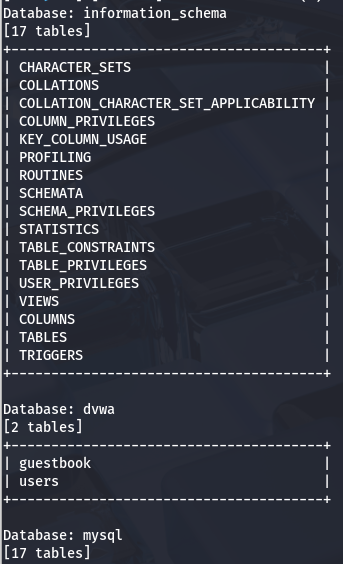 Database: information_schema
[17 tables]
+---------------------------------------+
| CHARACTER_SETS                        |
| COLLATIONS                            |
| COLLATION_CHARACTER_SET_APPLICABILITY |
| COLUMN_PRIVILEGES                     |
| KEY_COLUMN_USAGE                      |
| PROFILING                             |
| ROUTINES                              |
| SCHEMATA                              |
| SCHEMA_PRIVILEGES                     |
| STATISTICS                            |
| TABLE_CONSTRAINTS                     |
| TABLE_PRIVILEGES                      |
| USER_PRIVILEGES                       |
| VIEWS                                 |
| COLUMNS                               |
| TABLES                                |
| TRIGGERS                              |
+---------------------------------------+
Database: dvwa
[2 tables]
+---------------------------------------+
| guestbook                             |
| users                                 |
+---------------------------------------+
Database: mysql
[17 tables]